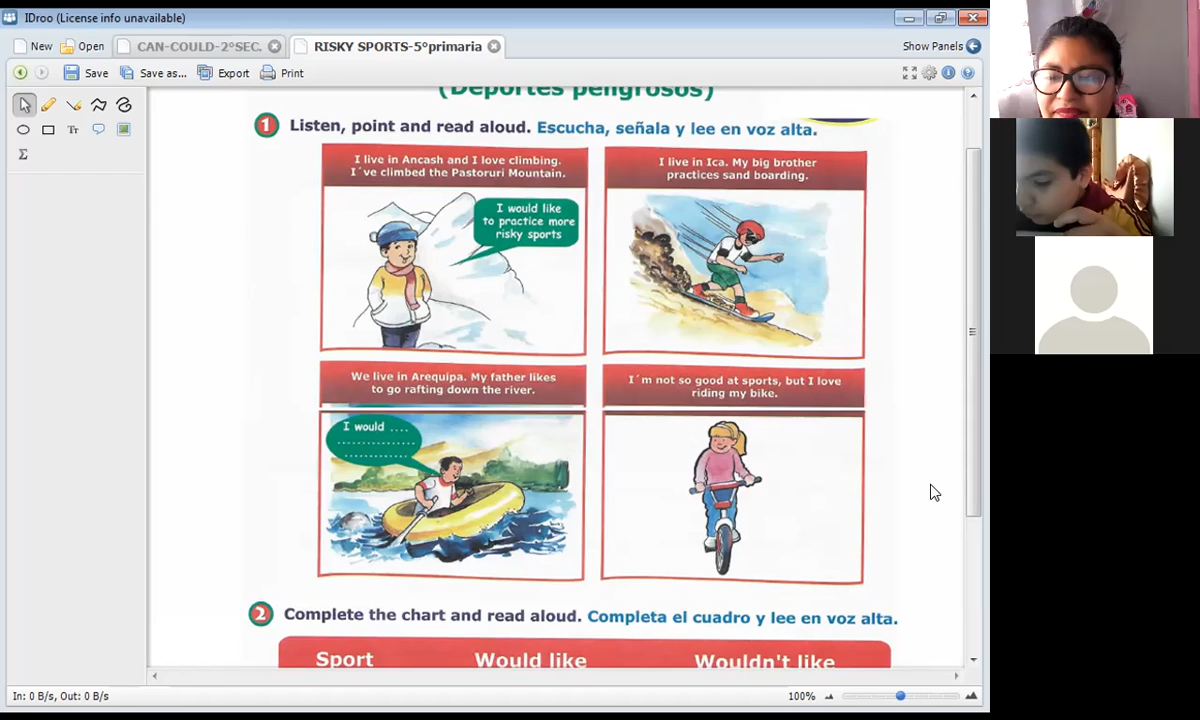 IDroo (License info unavailable)
New Open CAN-COULD-2°SEC. RISKY SPORTS-5°primaria Show Panels
Save Save as... Export Print
(Deportes peligrosos)
1 Listen, point and read aloud. Escucha, señala y lee en voz alta.
I live in Ancash and I love climbing.
I´ve climbed the Pastoruri Mountain.
I would like
to practice more
risky sports
I live in Ica. My big brother
practices sand boarding.
We live in Arequipa. My father likes
to go rafting down the river.
I would ....
...............
..............
I´m not so good at sports, but I love
riding my bike.
2 Complete the chart and read aloud. Completa el cuadro y lee en voz alta.
Sport Would like Wouldn't like
In: 0 B/s, Out: 0 B/s 100%